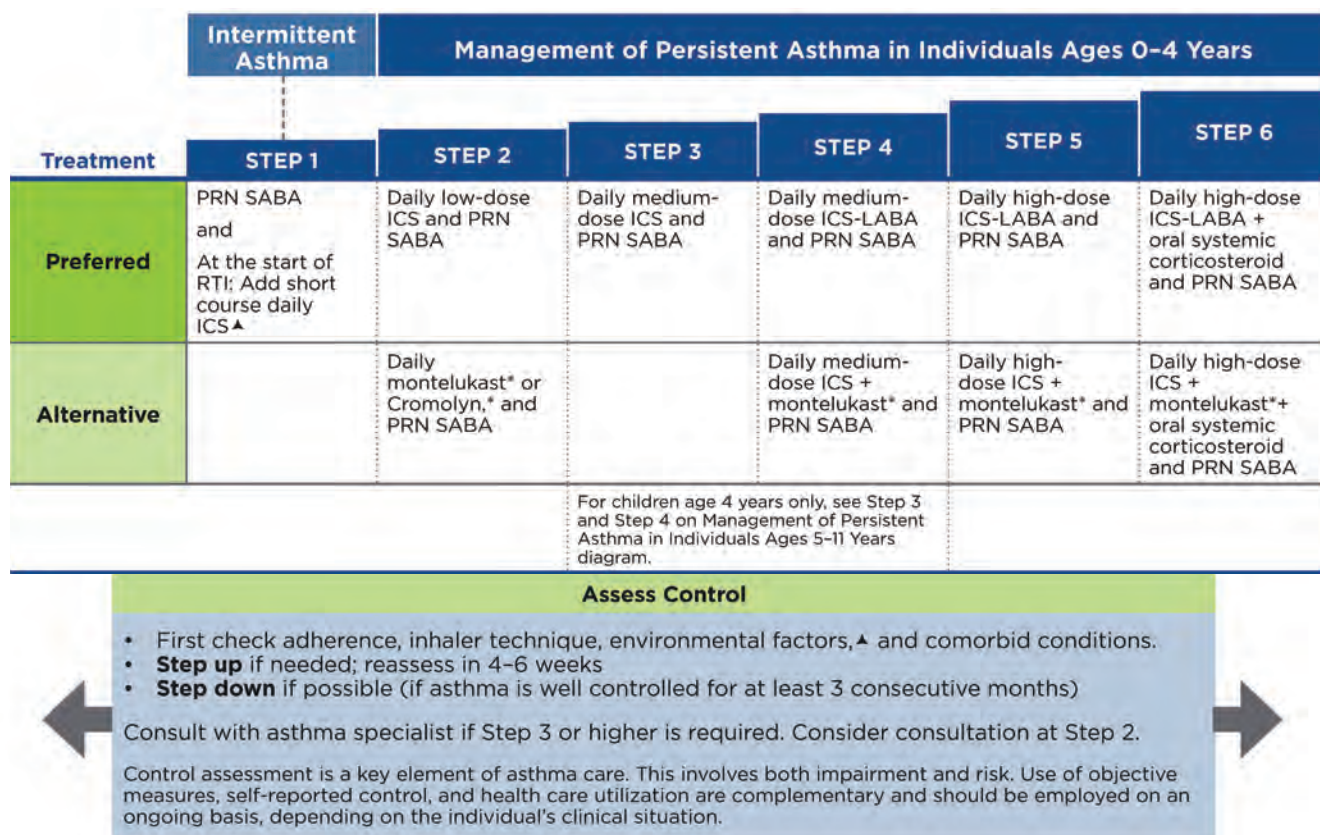 Intermittent
Asthma
Management of Persistent Asthma in Individuals Ages 0–4 Years
Treatment
STEP 1
STEP 2
STEP 3
STEP 4
STEP 5
STEP 6
Preferred
PRN SABA
and
At the start of
RTI: Add short
course daily
ICS▲
Daily low-dose
ICS and PRN
SABA
Daily medium-
dose ICS and
PRN SABA
Daily medium-
dose ICS-LABA
and PRN SABA
Daily high-dose
ICS-LABA and
PRN SABA
Daily high-dose
ICS-LABA +
oral systemic
corticosteroid
and PRN SABA
Alternative
Daily
montelukast* or
Cromolyn,* and
PRN SABA
Daily medium-
dose ICS +
montelukast* and
PRN SABA
Daily high-
dose ICS +
montelukast* and
PRN SABA
Daily high-dose
ICS +
montelukast*+
oral systemic
corticosteroid
and PRN SABA
For children age 4 years only, see Step 3
and Step 4 on Management of Persistent
Asthma in Individuals Ages 5–11 Years
diagram.
Assess Control
• First check adherence, inhaler technique, environmental factors,▲ and comorbid conditions.
• Step up if needed; reassess in 4–6 weeks
• Step down if possible (if asthma is well controlled for at least 3 consecutive months)
Consult with asthma specialist if Step 3 or higher is required. Consider consultation at Step 2.
Control assessment is a key element of asthma care. This involves both impairment and risk. Use of objective
measures, self-reported control, and health care utilization are complementary and should be employed on an
ongoing basis, depending on the individual's clinical situation.